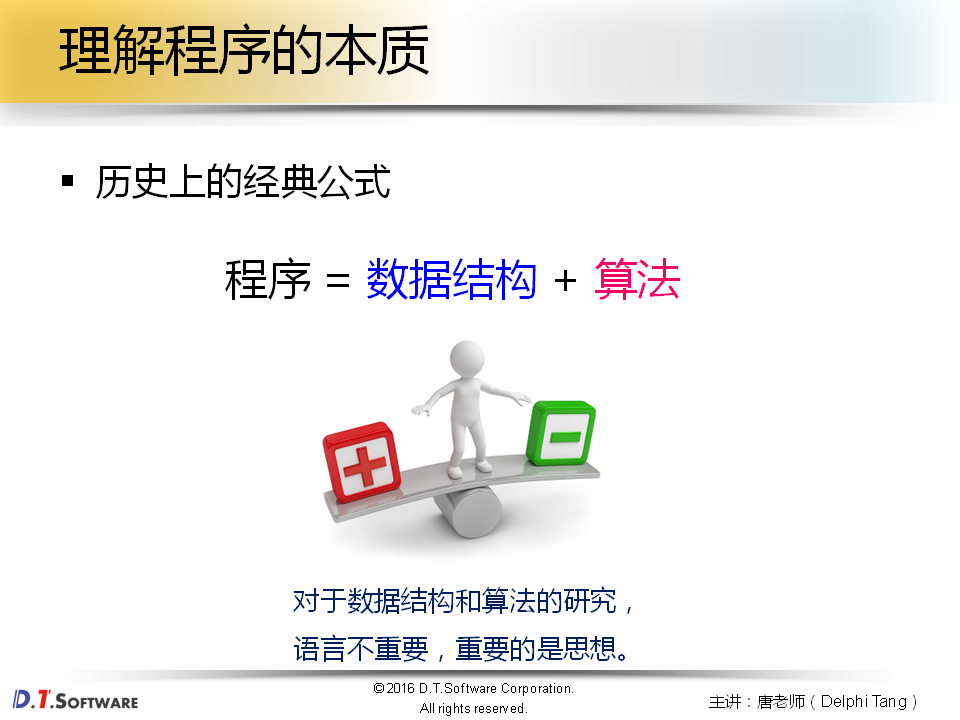 理解程序的本质
▪ 历史上的经典公式
程序 = 数据结构 + 算法
对于数据结构和算法的研究，
语言不重要，重要的是思想。
D.T.SOFTWARE
©2016 D.T.Software Corporation.
All rights reserved.
主讲：唐老师（Delphi Tang）